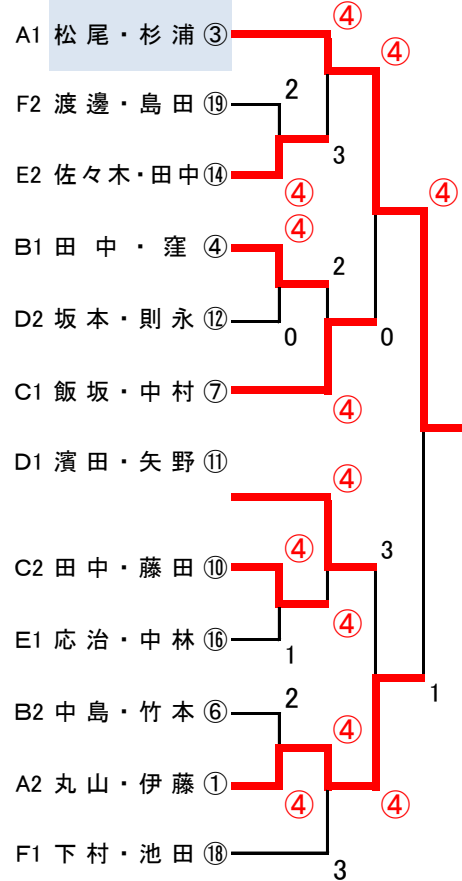 A1 松尾・杉浦 ③ ④
④
F2 渡邊・島田 ⑲ 2
3
E2 佐々木・田中 ⑭ ④ ④
B1 田中・窪 ④ ④
2
D2 坂本・則永 ⑫ 0 0
C1 飯坂・中村 ⑦ ④
D1 濱田・矢野 ⑪ ④
C2 田中・藤田 ⑩ ④ 3
E1 応治・中林 ⑯ 1 ④
B2 中島・竹本 ⑥ 2 1
④
A2 丸山・伊藤 ① ④ ④
F1 下村・池田 ⑱ 3